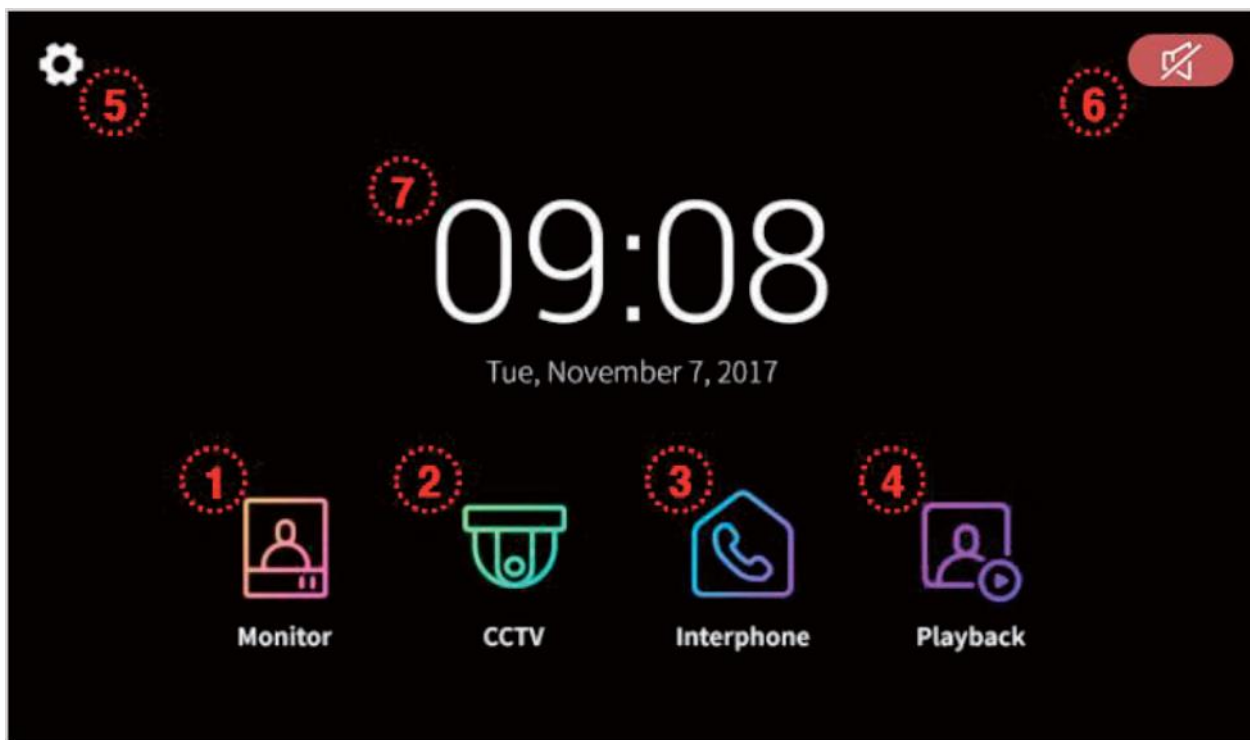 5
6
7
09:08
Tue, November 7, 2017
1
2
3
4
Monitor
CCTV
Interphone
Playback